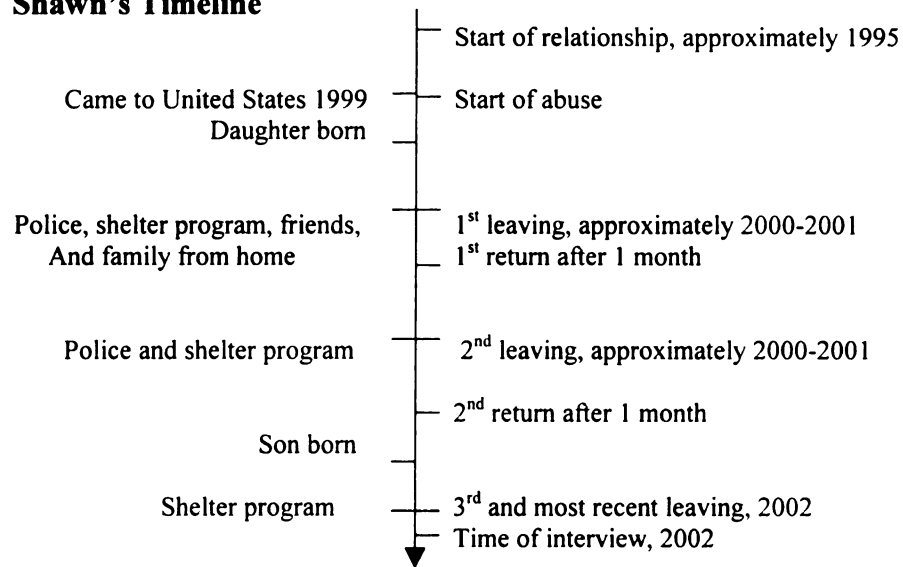 Shawn's Timeline
Start of relationship, approximately 1995
Came to United States 1999
Start of abuse
Daughter born
Police, shelter program, friends,
And family from home
1st leaving, approximately 2000-2001
1st return after 1 month
Police and shelter program
2nd leaving, approximately 2000-2001
2nd return after 1 month
Son born
Shelter program
3rd and most recent leaving, 2002
Time of interview, 2002